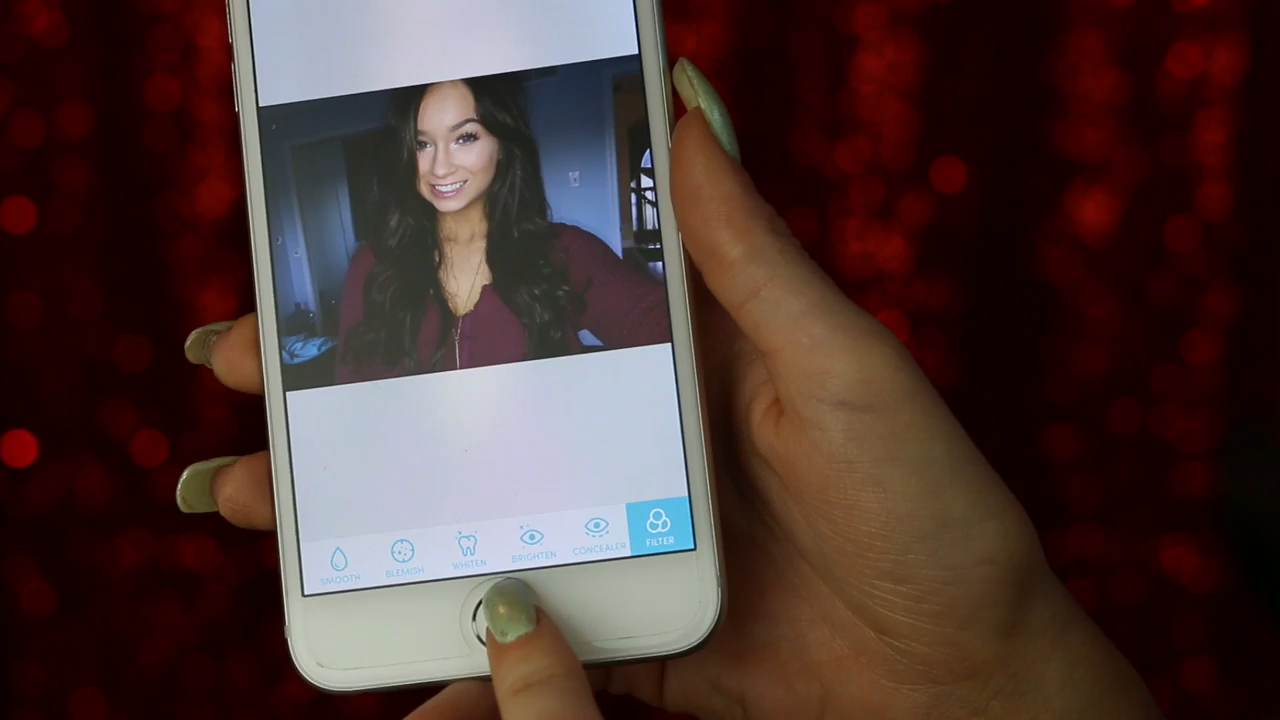 SMOOTH
BLEMISH
WHITEN
BRIGHTEN
CONCEALER
FILTER